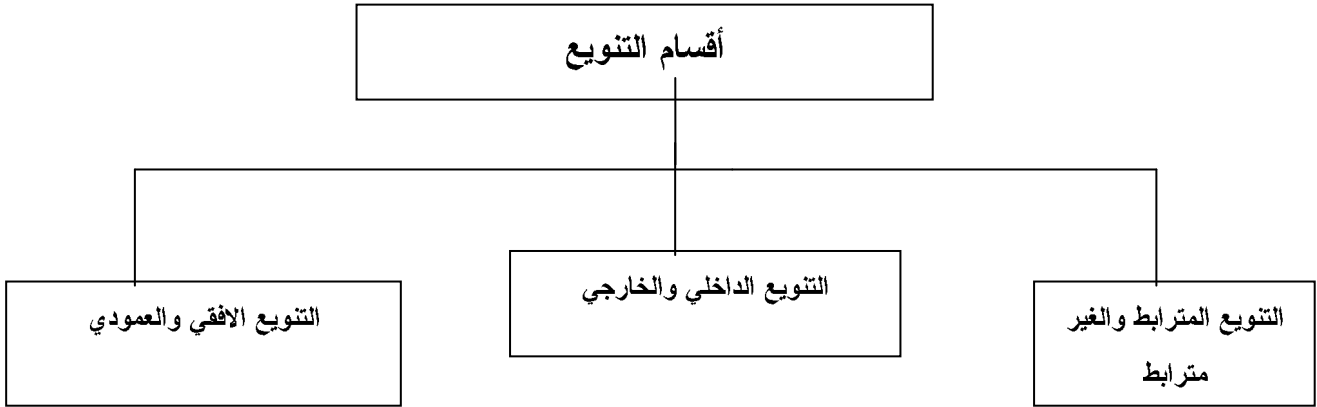 أقسام التنويع
التنويع المترابط والغير
مترابط
التنويع الداخلي والخارجي
التنويع الافقي والعمودي